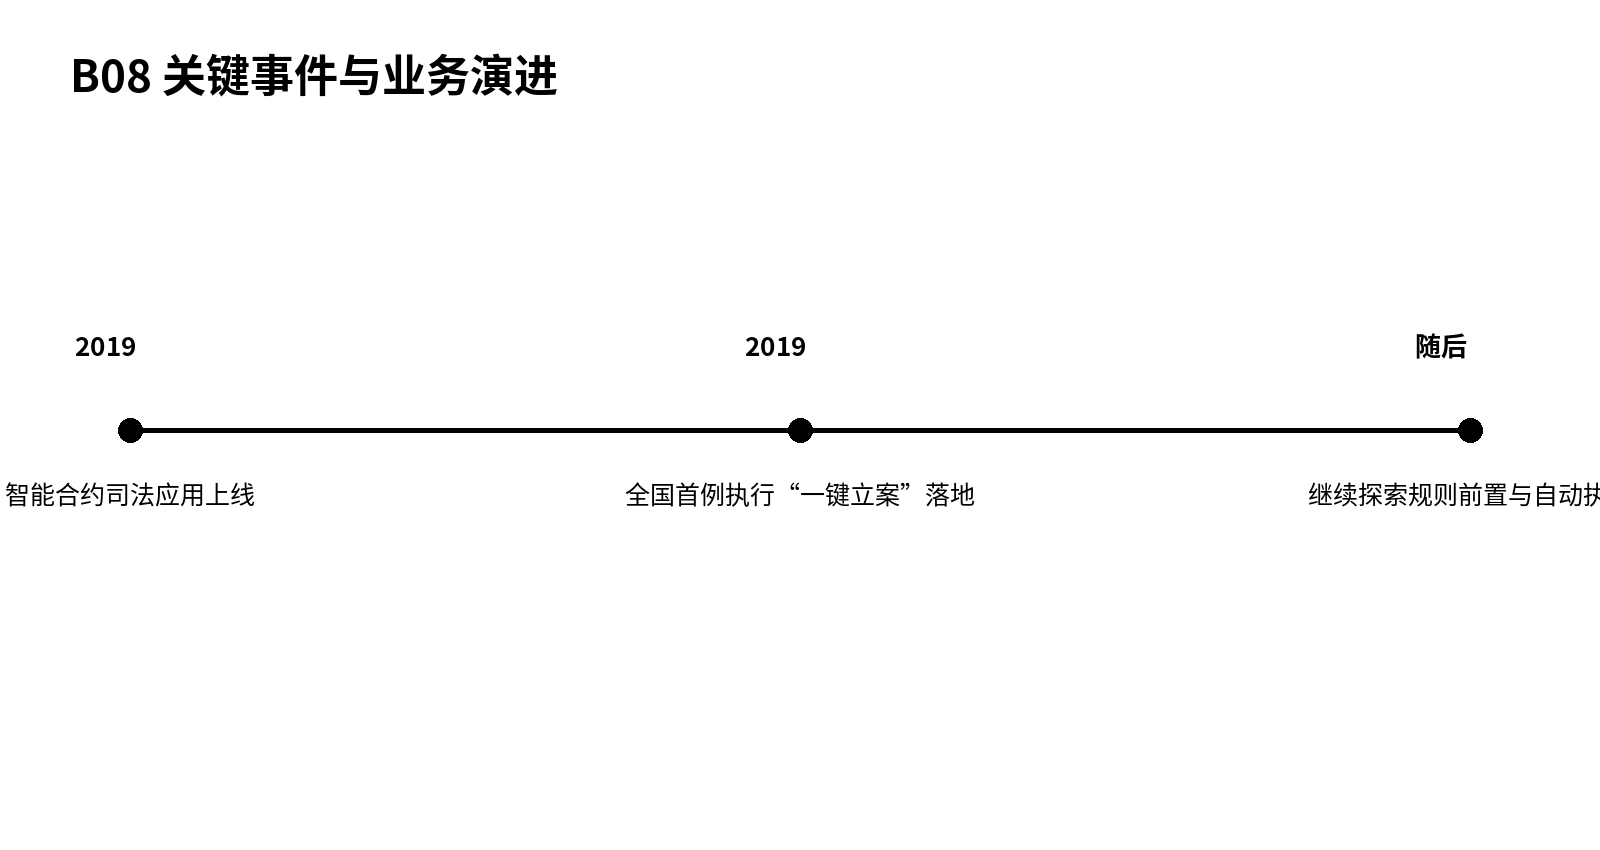 B08 关键事件与业务演进
2019
2019
随后
智能合约司法应用上线
全国首例执行“一键立案”落地
继续探索规则前置与自动